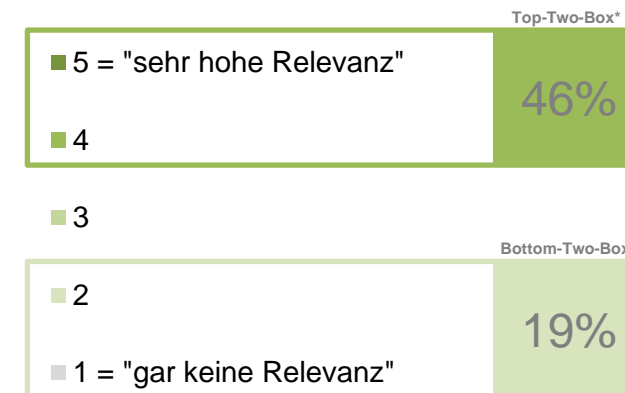 Top-Two-Box*
5 = "sehr hohe Relevanz"
46%
4
3
Bottom-Two-Box
2
19%
1 = "gar keine Relevanz"